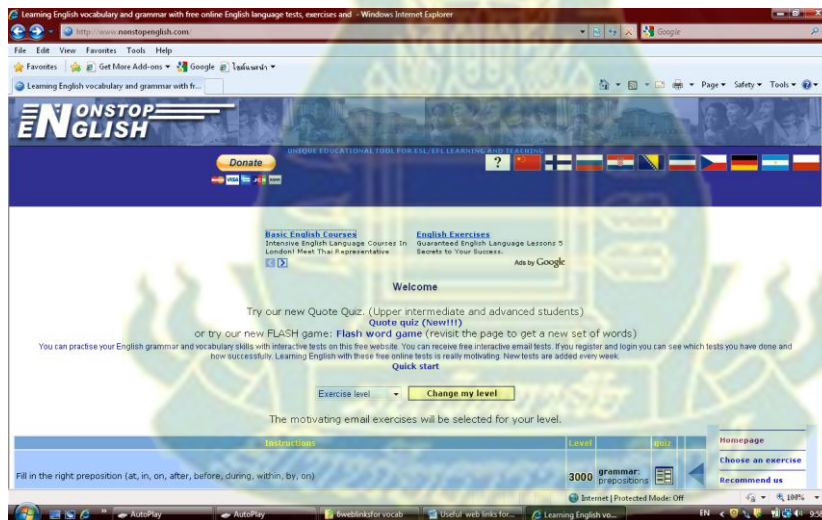 Learning English vocabulary and grammar with free online English language tests, exercises and - Windows Internet Explorer
http://www.nonstopenglish.com/
Google
File Edit View Favorites Tools Help
Favorites Get More Add-ons Google
Learning English vocabulary and grammar with fr...
Page Safety Tools
NONSTOP
ENGLISH
UNIQUE EDUCATIONAL TOOL FOR ESL/EFL LEARNING AND TEACHING
Donate
?
VISA
Basic English Courses
Intensive English Language Courses In
London! Meet Thai Representative
English Exercises
Guaranteed English Language Lessons 5
Secrets to Your Success.
Ads by Google
Welcome
Try our new Quote Quiz. (Upper intermediate and advanced students)
Quote quiz (New!!!)
or try our new FLASH game: Flash word game (revisit the page to get a new set of words)
You can practise your English grammar and vocabulary skills with interactive tests on this free website. You can receive free interactive email tests. If you register and login you can see which tests you have done and
how successfully. Learning English with these free online tests is really motivating. New tests are added every week.
Quick start
Exercise level Change my level
The motivating email exercises will be selected for your level.
Instructions Level quiz
Fill in the right preposition (at, in, on, after, before, during, within, by, on)
3000 grammar: prepositions
Homepage
Choose an exercise
Recommend us
Internet | Protected Mode: Off 100%
AutoPlay AutoPlay 6weblinksfor vocab Useful web links for... Learning English vo... EN 9:58